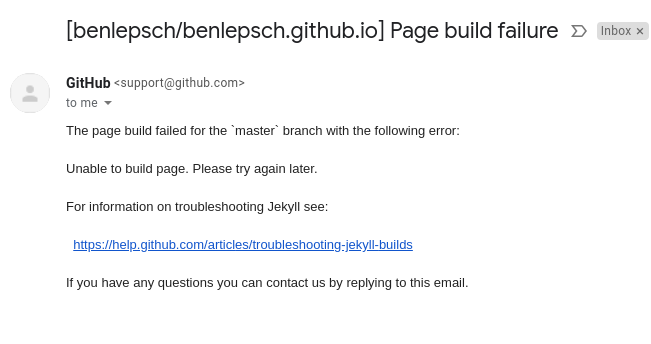 [benlepsch/benlepsch.github.io] Page build failure
Inbox ×
GitHub <support@github.com>
to me
The page build failed for the `master` branch with the following error:
Unable to build page. Please try again later.
For information on troubleshooting Jekyll see:
https://help.github.com/articles/troubleshooting-jekyll-builds
If you have any questions you can contact us by replying to this email.